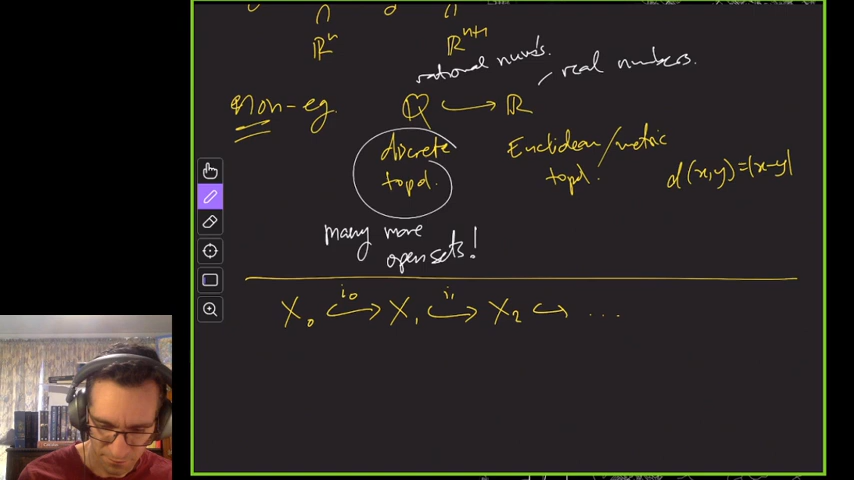 ℝⁿ ℝⁿ⁺¹
rational numb. real numbers.
Non-eg. ℚ ↪ ℝ
discrete Euclidean/metric
topol. topol. d(x,y)=|x-y|
many more
open sets!
X₀ ↪ X₁ ↪ X₂ ↪ ....
i₀ i₁